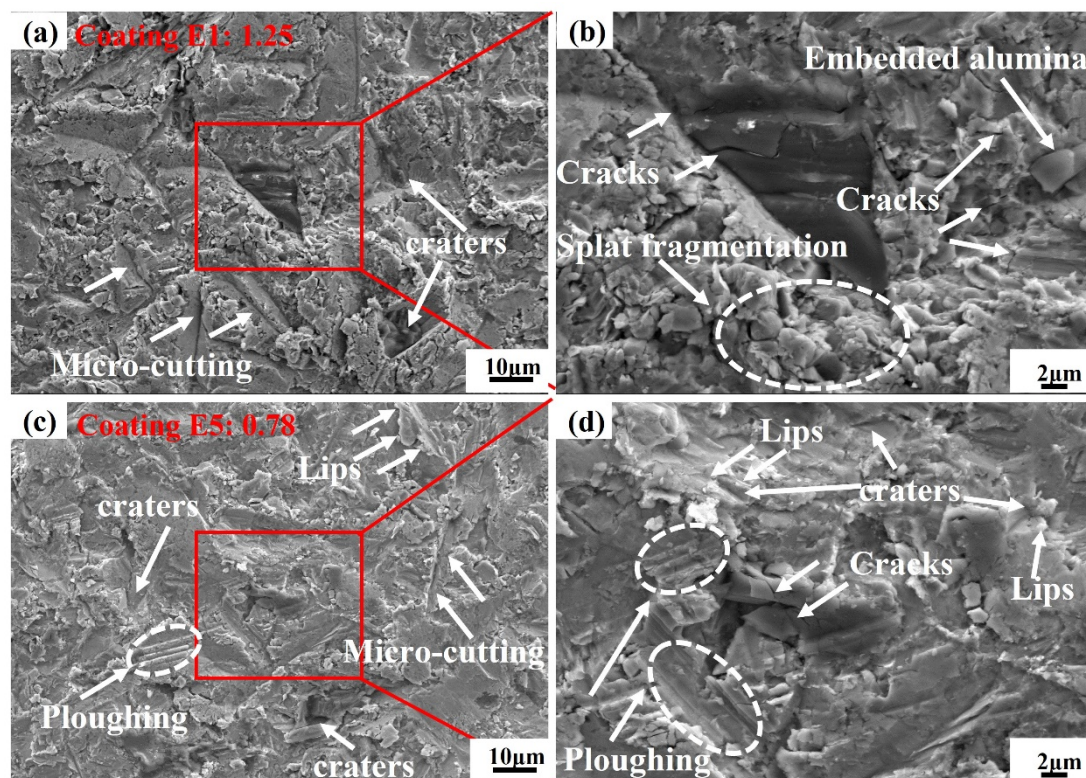 (a)
Coating E1: 1.25
craters
Micro-cutting
10μm
(b)
Embedded alumina
Cracks
Cracks
Splat fragmentation
2μm
(c)
Coating E5: 0.78
Lips
craters
Micro-cutting
Ploughing
craters
10μm
(d)
Lips
craters
Cracks
Lips
Ploughing
2μm